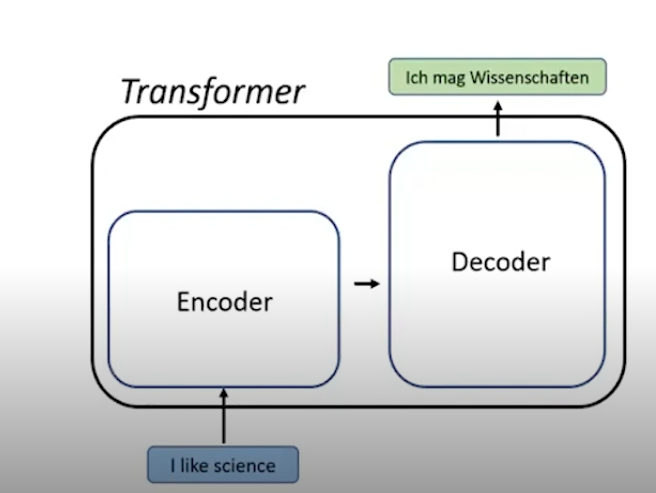 Transformer
Ich mag Wissenschaften
Encoder
Decoder
I like science